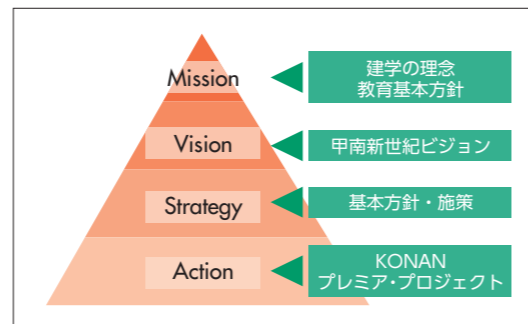 Mission
建学の理念
教育基本方針
Vision
甲南新世紀ビジョン
Strategy
基本方針・施策
Action
KONAN
プレミア・プロジェクト